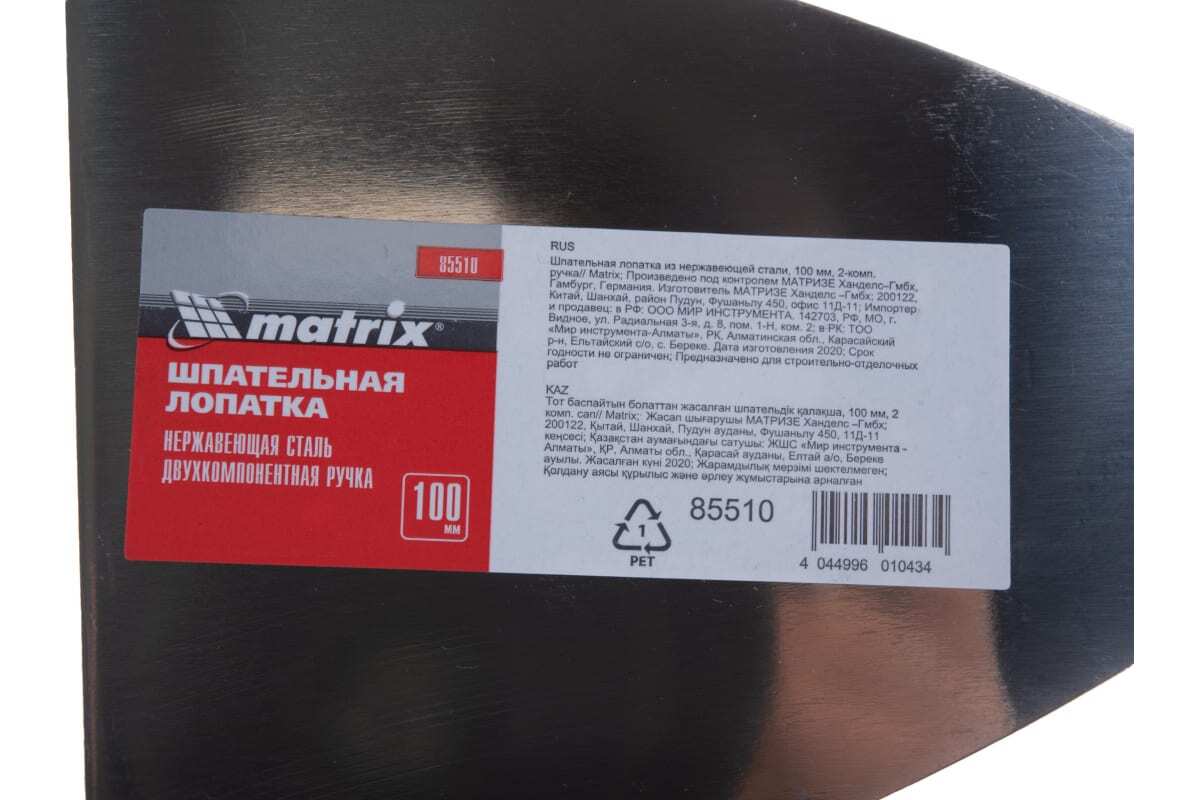 85510
matrix®
ШПАТЕЛЬНАЯ
ЛОПАТКА
НЕРЖАВЕЮЩАЯ СТАЛЬ
ДВУХКОМПОНЕНТНАЯ РУЧКА
100
мм
RUS
Шпательная лопатка из нержавеющей стали, 100 мм, 2-комп.
ручка// Matrix; Произведено под контролем МАТРИЗЕ Ханделс–Гмбх,
Гамбург, Германия. Изготовитель МАТРИЗЕ Ханделс –Гмбх; 200122,
Китай, Шанхай, район Пудун, Фушаньлу 450, офис 11Д-11; Импортер
и продавец: в РФ: ООО МИР ИНСТРУМЕНТА. 142703, РФ, МО, г.
Видное, ул. Радиальная 3-я, д. 8, пом. 1-Н, ком. 2; в РК: ТОО
«Мир инструмента-Алматы», РК, Алматинская обл., Карасайский
р-н, Ельтайский с/о, с. Береке. Дата изготовления 2020; Срок
годности не ограничен; Предназначено для строительно-отделочных
работ
KAZ
Тот баспайтын болаттан жасалған шпательдік қалақша, 100 мм, 2
комп. сап// Matrix; Жасап шығарушы МАТРИЗЕ Ханделс –Гмбх;
200122, Қытай, Шанхай, Пудун ауданы, Фушаньлу 450, 11Д-11
кеңсесі; Қазақстан аумағындағы сатушы: ЖШС «Мир инструмента -
Алматы», ҚР, Алматы обл., Қарасай ауданы, Елтай а/о, Береке
ауылы. Жасалған күні 2020; Жарамдылық мерзімі шектелмеген;
Қолдану аясы құрылыс және әрлеу жұмыстарына арналған
1
PET
85510
4 044996 010434